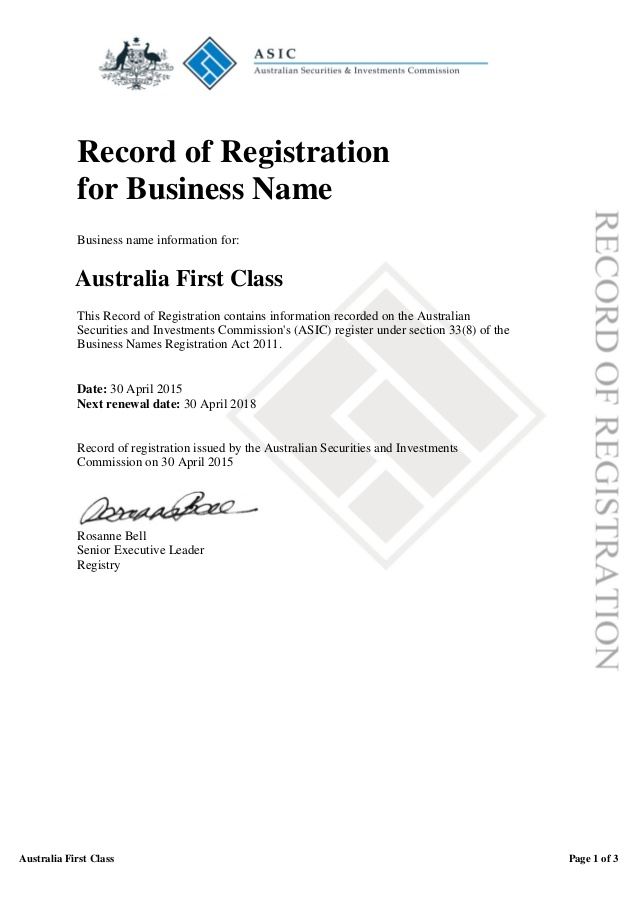 ASIC
Australian Securities & Investments Commission
Record of Registration
for Business Name
Business name information for:
Australia First Class
This Record of Registration contains information recorded on the Australian
Securities and Investments Commission's (ASIC) register under section 33(8) of the
Business Names Registration Act 2011.
Date: 30 April 2015
Next renewal date: 30 April 2018
Record of registration issued by the Australian Securities and Investments
Commission on 30 April 2015
Rosanne Bell
Senior Executive Leader
Registry
RECORD OF REGISTRATION
Australia First Class
Page 1 of 3